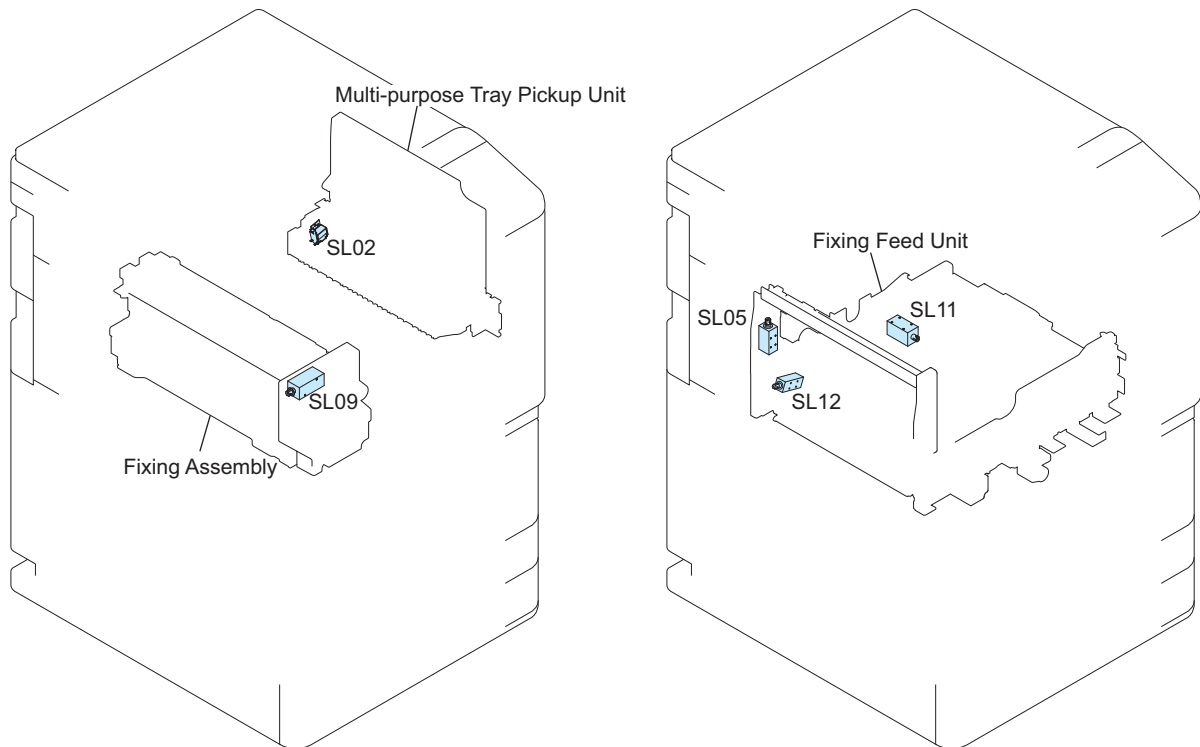 Multi-purpose Tray Pickup Unit
SL02
SL09
Fixing Assembly
Fixing Feed Unit
SL05
SL11
SL12